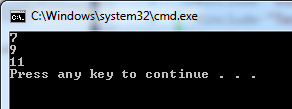 C:\Windows\system32\cmd.exe
7
9
11
Press any key to continue . . .